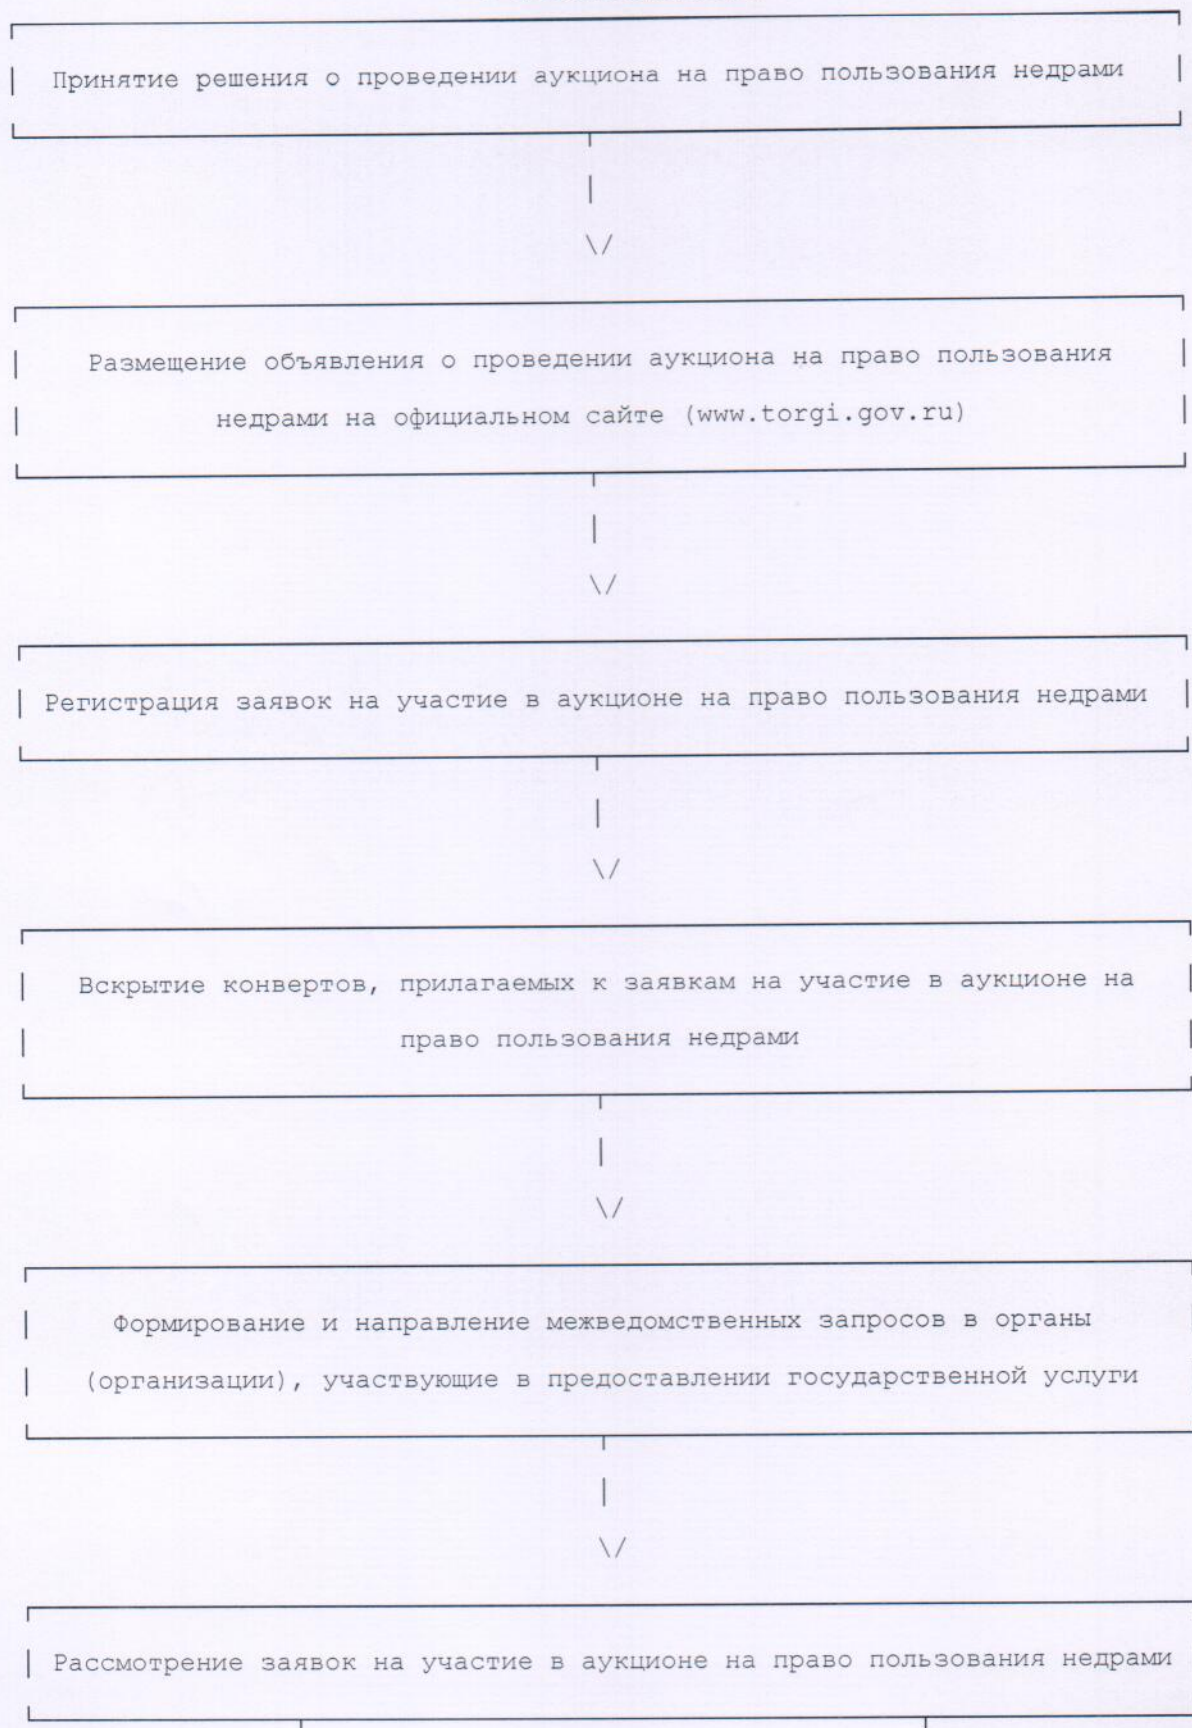 Принятие решения о проведении аукциона на право пользования недрами
Размещение объявления о проведении аукциона на право пользования
недрами на официальном сайте (www.torgi.gov.ru)
Регистрация заявок на участие в аукционе на право пользования недрами
Вскрытие конвертов, прилагаемых к заявкам на участие в аукционе на
право пользования недрами
Формирование и направление межведомственных запросов в органы
(организации), участвующие в предоставлении государственной услуги
Рассмотрение заявок на участие в аукционе на право пользования недрами